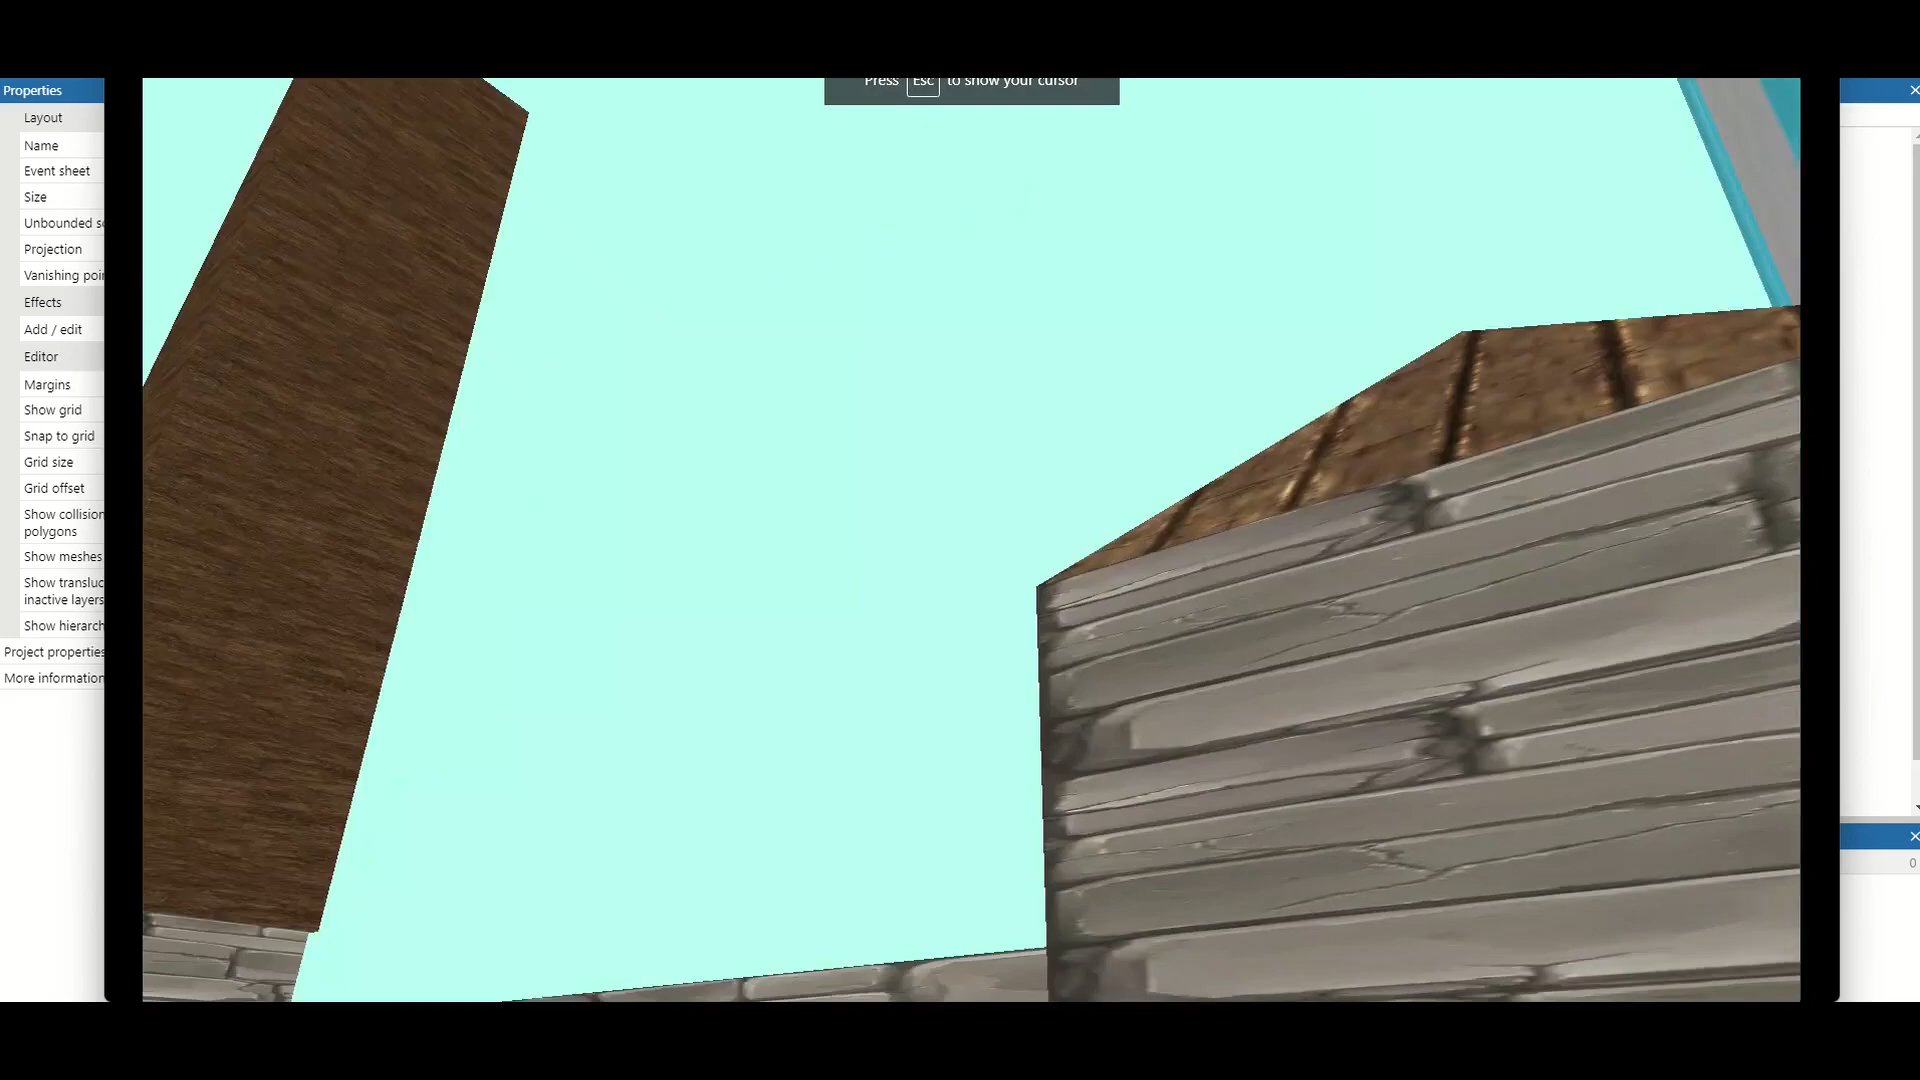 Press Esc to show your cursor
Properties
Layout
Name
Event sheet
Size
Unbounded sc
Projection
Vanishing poin
Effects
Add / edit
Editor
Margins
Show grid
Snap to grid
Grid size
Grid offset
Show collision
polygons
Show meshes
Show transluc
inactive layers
Show hierarch
Project properties
More information
0